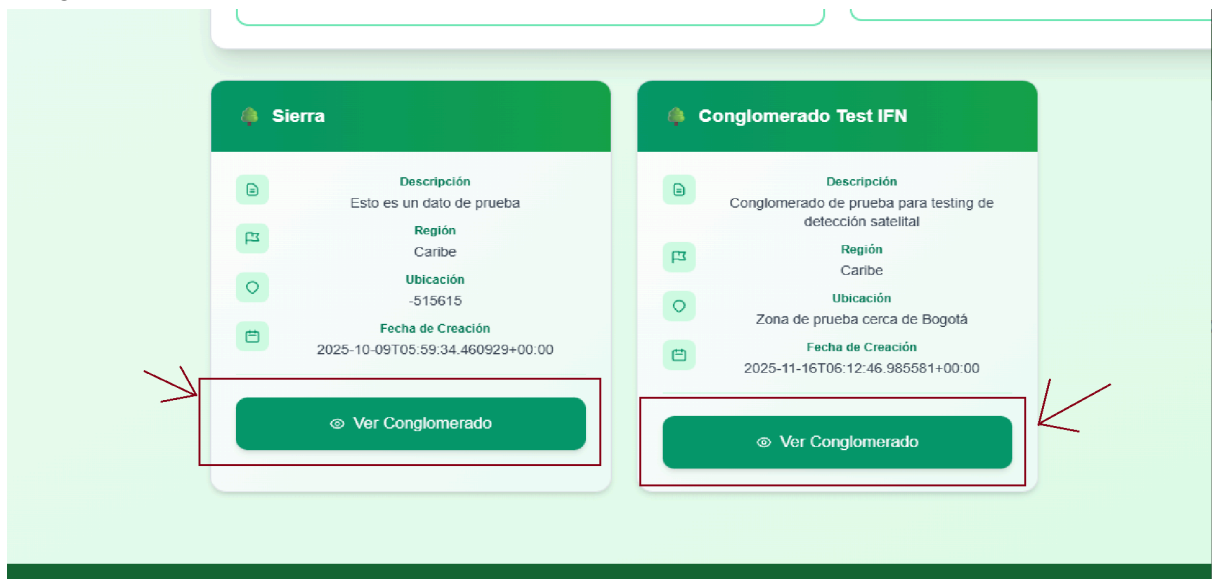 Sierra
Descripción
Esto es un dato de prueba
Región
Caribe
Ubicación
-515615
Fecha de Creación
2025-10-09T05:59:34.460929+00:00
Ver Conglomerado
Conglomerado Test IFN
Descripción
Conglomerado de prueba para testing de
detección satelital
Región
Caribe
Ubicación
Zona de prueba cerca de Bogotá
Fecha de Creación
2025-11-16T06:12:46.985581+00:00
Ver Conglomerado